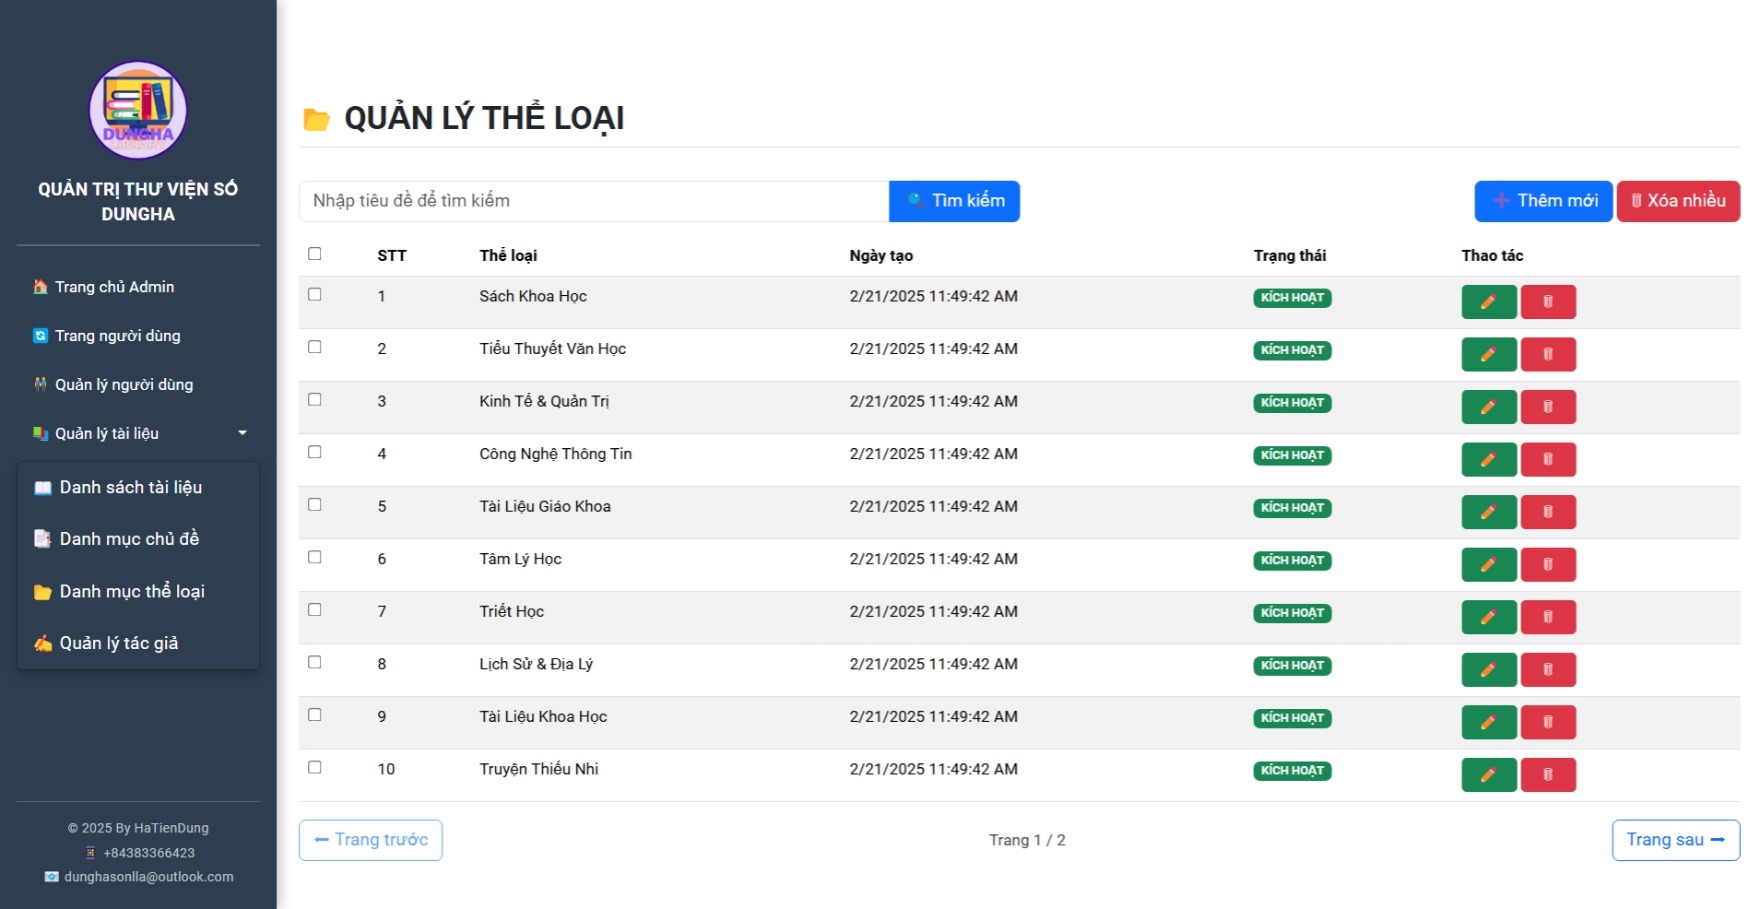 DUNGHA
LIBRARY
QUẢN TRỊ THƯ VIỆN SỐ
DUNGHA
Trang chủ Admin
Trang người dùng
Quản lý người dùng
Quản lý tài liệu
Danh sách tài liệu
Danh mục chủ đề
Danh mục thể loại
Quản lý tác giả
© 2025 By HaTienDung
+84383366423
dunghasonlla@outlook.com
QUẢN LÝ THỂ LOẠI
Nhập tiêu đề để tìm kiếm
Tìm kiếm
Thêm mới
Xóa nhiều
STT Thể loại Ngày tạo Trạng thái Thao tác
1 Sách Khoa Học 2/21/2025 11:49:42 AM KÍCH HOẠT
2 Tiểu Thuyết Văn Học 2/21/2025 11:49:42 AM KÍCH HOẠT
3 Kinh Tế & Quản Trị 2/21/2025 11:49:42 AM KÍCH HOẠT
4 Công Nghệ Thông Tin 2/21/2025 11:49:42 AM KÍCH HOẠT
5 Tài Liệu Giáo Khoa 2/21/2025 11:49:42 AM KÍCH HOẠT
6 Tâm Lý Học 2/21/2025 11:49:42 AM KÍCH HOẠT
7 Triết Học 2/21/2025 11:49:42 AM KÍCH HOẠT
8 Lịch Sử & Địa Lý 2/21/2025 11:49:42 AM KÍCH HOẠT
9 Tài Liệu Khoa Học 2/21/2025 11:49:42 AM KÍCH HOẠT
10 Truyện Thiếu Nhi 2/21/2025 11:49:42 AM KÍCH HOẠT
← Trang trước
Trang 1 / 2
Trang sau →